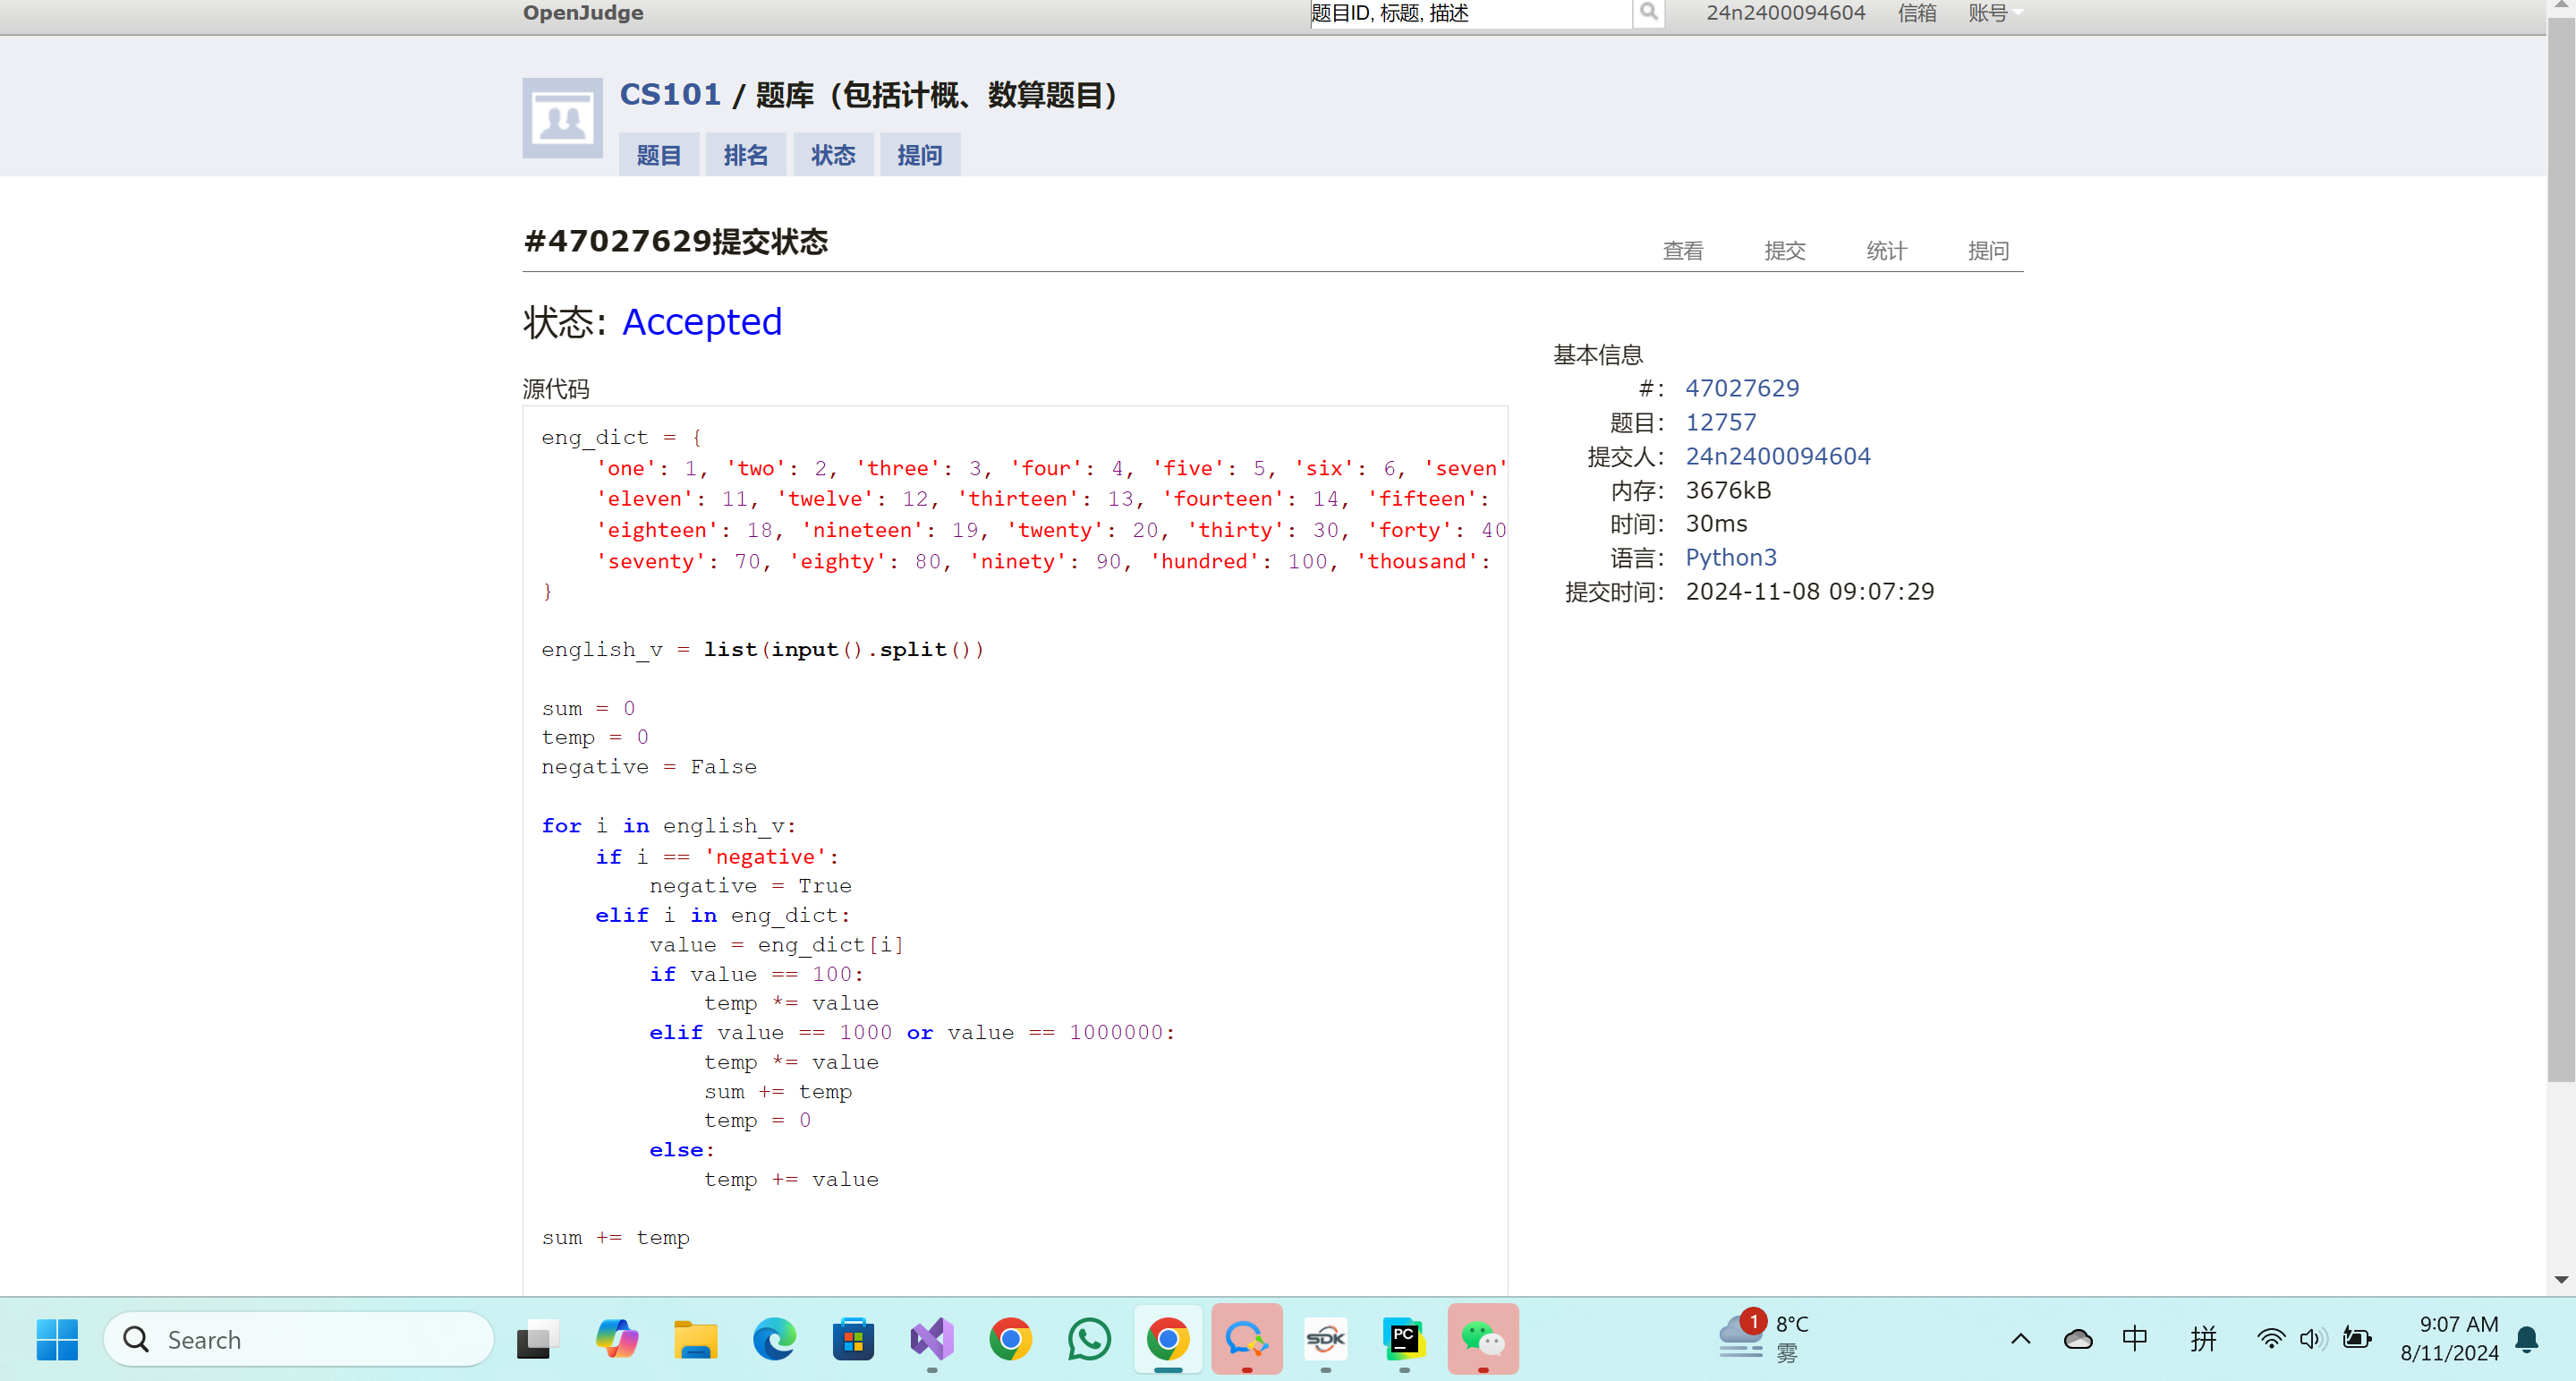 OpenJudge
题目ID, 标题, 描述
24n2400094604 信箱 账号
CS101 / 题库（包括计概、数算题目）
题目 排名 状态 提问
#47027629提交状态
查看 提交 统计 提问
状态: Accepted
源代码
eng_dict = {
'one': 1, 'two': 2, 'three': 3, 'four': 4, 'five': 5, 'six': 6, 'seven'
'eleven': 11, 'twelve': 12, 'thirteen': 13, 'fourteen': 14, 'fifteen':
'eighteen': 18, 'nineteen': 19, 'twenty': 20, 'thirty': 30, 'forty': 40
'seventy': 70, 'eighty': 80, 'ninety': 90, 'hundred': 100, 'thousand':
}
english_v = list(input().split())
sum = 0
temp = 0
negative = False
for i in english_v:
if i == 'negative':
negative = True
elif i in eng_dict:
value = eng_dict[i]
if value == 100:
temp *= value
elif value == 1000 or value == 1000000:
temp *= value
sum += temp
temp = 0
else:
temp += value
sum += temp
基本信息
#: 47027629
题目: 12757
提交人: 24n2400094604
内存: 3676kB
时间: 30ms
语言: Python3
提交时间: 2024-11-08 09:07:29
Search
SDK
PC
1
8°C
雾
中
拼
9:07 AM
8/11/2024